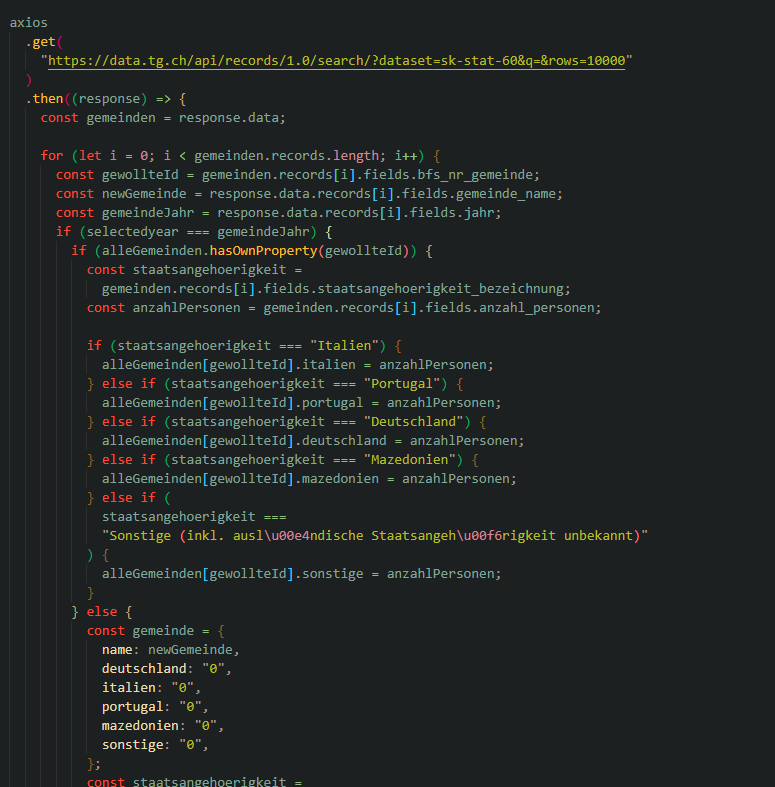 axios
.get(
"https://data.tg.ch/api/records/1.0/search/?dataset=sk-stat-60&q=&rows=10000"
)
.then((response) => {
const gemeinden = response.data;
for (let i = 0; i < gemeinden.records.length; i++) {
const gewollteId = gemeinden.records[i].fields.bfs_nr_gemeinde;
const newGemeinde = response.data.records[i].fields.gemeinde_name;
const gemeindeJahr = response.data.records[i].fields.jahr;
if (selectedyear === gemeindeJahr) {
if (alleGemeinden.hasOwnProperty(gewollteId)) {
const staatsangehoerigkeit =
gemeinden.records[i].fields.staatsangehoerigkeit_bezeichnung;
const anzahlPersonen = gemeinden.records[i].fields.anzahl_personen;
if (staatsangehoerigkeit === "Italien") {
alleGemeinden[gewollteId].italien = anzahlPersonen;
} else if (staatsangehoerigkeit === "Portugal") {
alleGemeinden[gewollteId].portugal = anzahlPersonen;
} else if (staatsangehoerigkeit === "Deutschland") {
alleGemeinden[gewollteId].deutschland = anzahlPersonen;
} else if (staatsangehoerigkeit === "Mazedonien") {
alleGemeinden[gewollteId].mazedonien = anzahlPersonen;
} else if (
staatsangehoerigkeit ===
"Sonstige (inkl. ausl\u00e4ndische Staatsangeh\u00f6rigkeit unbekannt)"
) {
alleGemeinden[gewollteId].sonstige = anzahlPersonen;
}
} else {
const gemeinde = {
name: newGemeinde,
deutschland: "0",
italien: "0",
portugal: "0",
mazedonien: "0",
sonstige: "0",
};
const staatsangehoerigkeit =